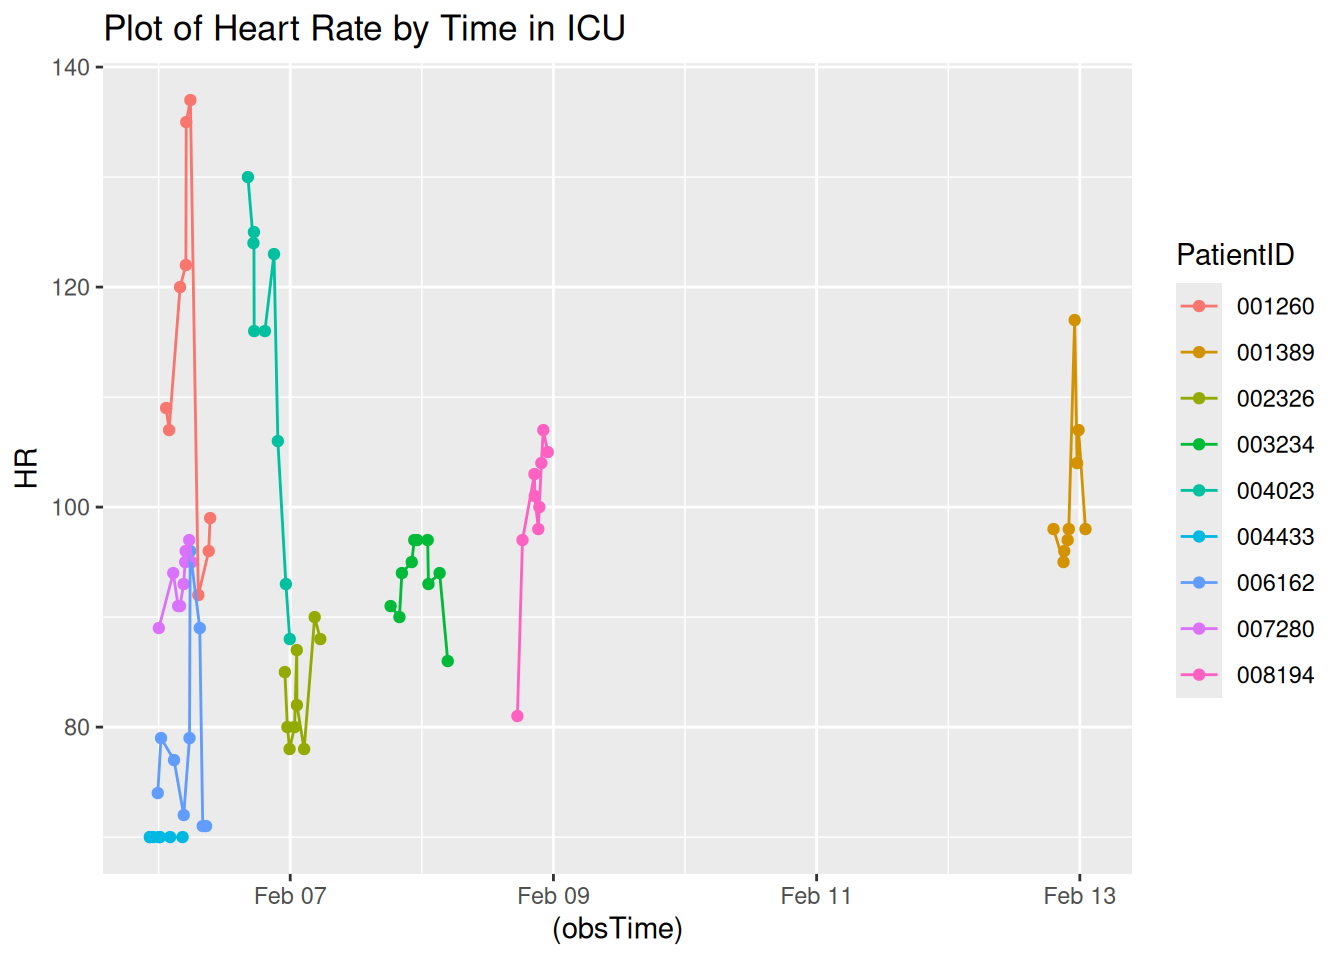 Plot of Heart Rate by Time in ICU
140
120
100
80
HR
Feb 07
Feb 09
Feb 11
Feb 13
(obsTime)
PatientID
001260
001389
002326
003234
004023
004433
006162
007280
008194